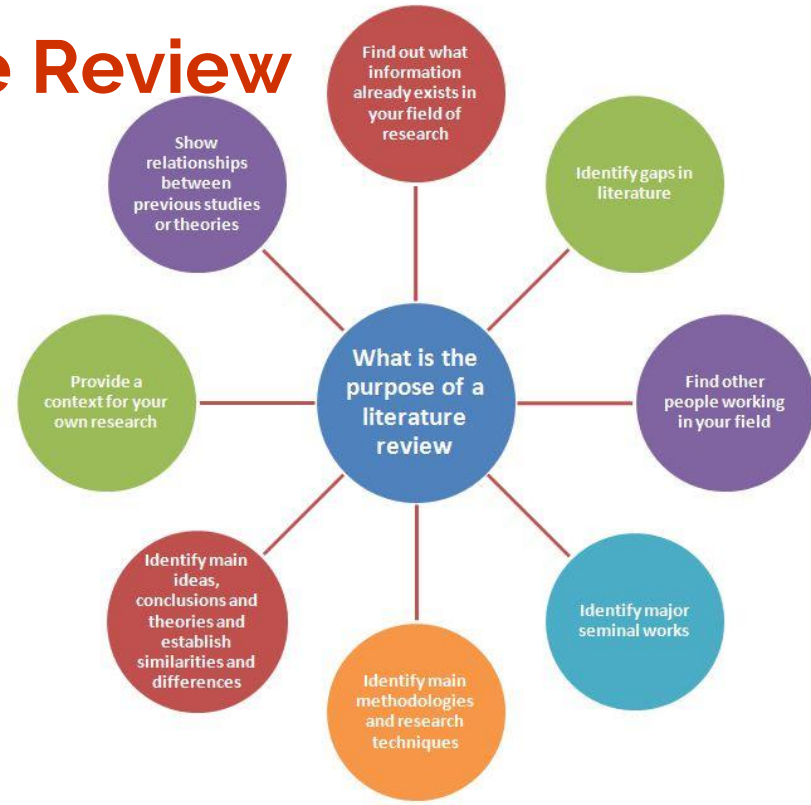 e Review
Find out what
information
already exists in
your field of
research
Identify gaps in
literature
Find other
people working
in your field
Identify major
seminal works
Identify main
methodologies
and research
techniques
Identify main
ideas,
conclusions and
theories and
establish
similarities and
differences
Provide a
context for your
own research
Show
relationships
between
previous studies
or theories
What is the
purpose of a
literature
review